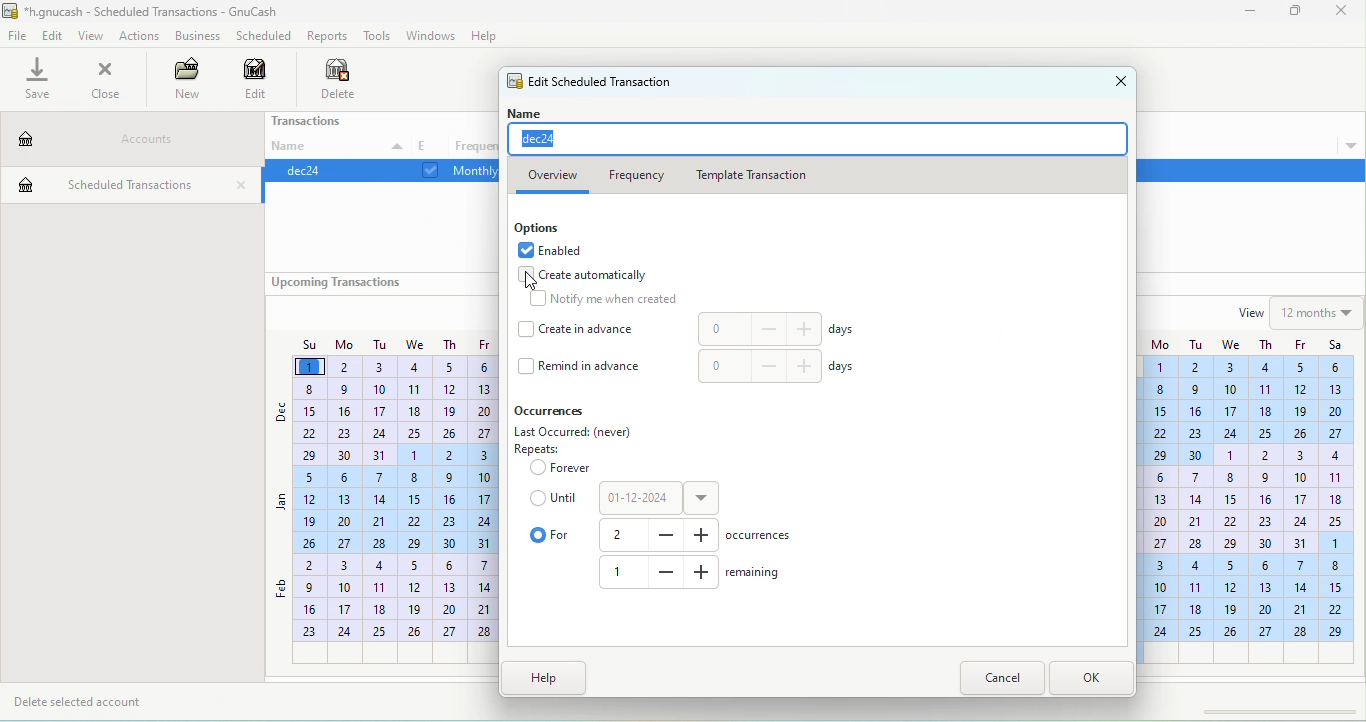 *h.gnucash - Scheduled Transactions - GnuCash
File Edit View Actions Business Scheduled Reports Tools Windows Help
Save Close New Edit Delete
Accounts
Scheduled Transactions
Transactions
Name E Frequen
dec24 Monthly
Upcoming Transactions
View 12 months
Su Mo Tu We Th Fr
Dec
1 2 3 4 5 6
8 9 10 11 12 13
15 16 17 18 19 20
22 23 24 25 26 27
29 30 31 1 2 3
Jan
5 6 7 8 9 10
12 13 14 15 16 17
19 20 21 22 23 24
26 27 28 29 30 31
Feb
2 3 4 5 6 7
9 10 11 12 13 14
16 17 18 19 20 21
23 24 25 26 27 28
Mo Tu We Th Fr Sa
1 2 3 4 5 6
8 9 10 11 12 13
15 16 17 18 19 20
22 23 24 25 26 27
29 30 1 2 3 4
6 7 8 9 10 11
13 14 15 16 17 18
20 21 22 23 24 25
27 28 29 30 31 1
3 4 5 6 7 8
10 11 12 13 14 15
17 18 19 20 21 22
24 25 26 27 28 29
Edit Scheduled Transaction
Name
dec24
Overview Frequency Template Transaction
Options
Enabled
Create automatically
Notify me when created
Create in advance 0 days
Remind in advance 0 days
Occurrences
Last Occurred: (never)
Repeats:
Forever
Until 01-12-2024
For 2 occurrences
1 remaining
Help Cancel OK
Delete selected account